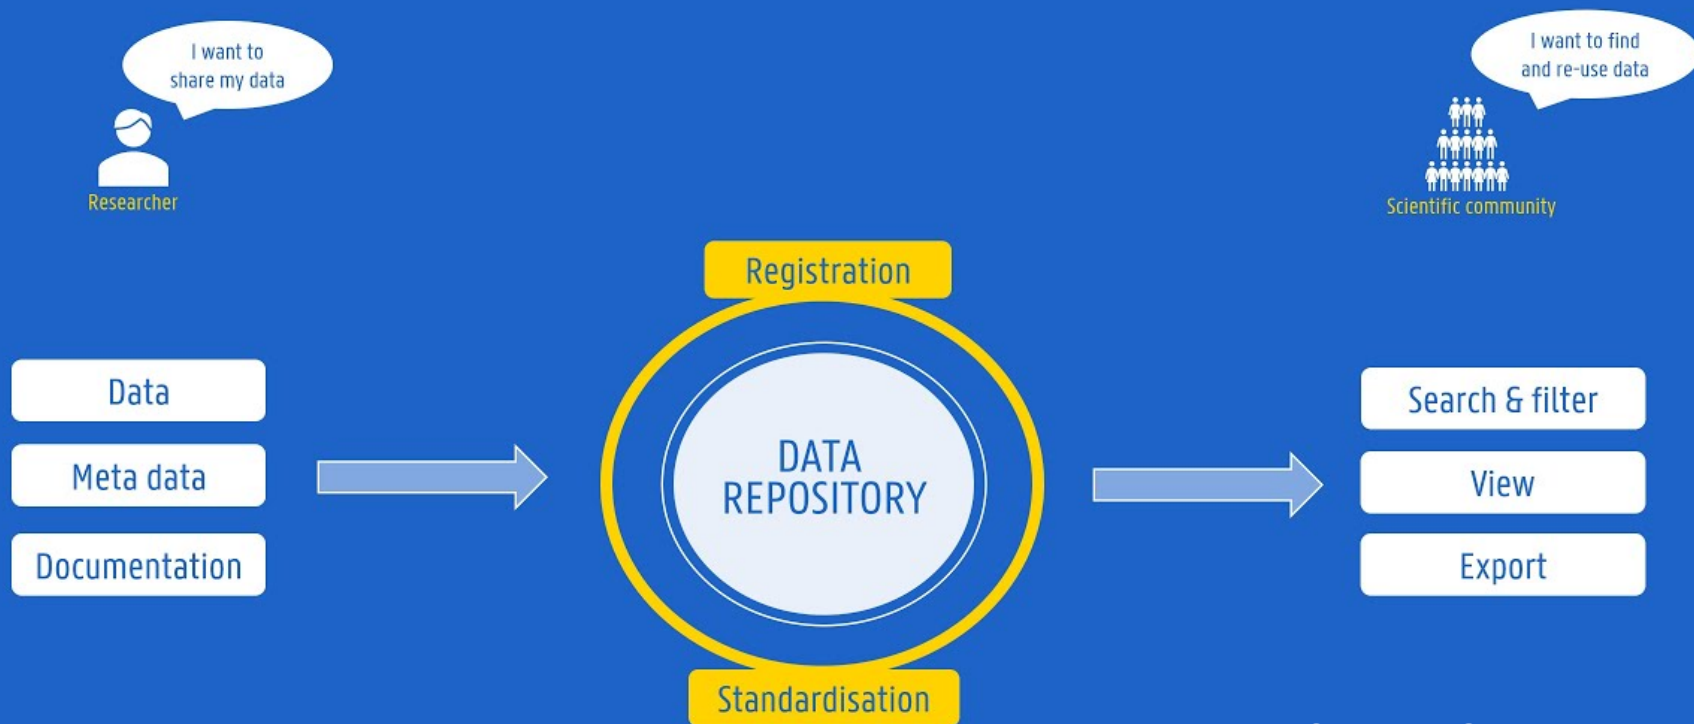 I want to
share my data
Researcher
I want to find
and re-use data
Scientific community
Registration
Data
Meta data
Documentation
DATA
REPOSITORY
Search & filter
View
Export
Standardisation